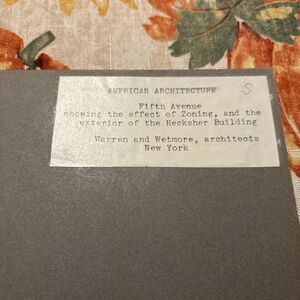 AMERICAN ARCHITECTURE
S
Fifth Avenue
showing the effect of Zoning, and the
exterior of the Hecksher Building
Warren and Wetmore, architects
New York